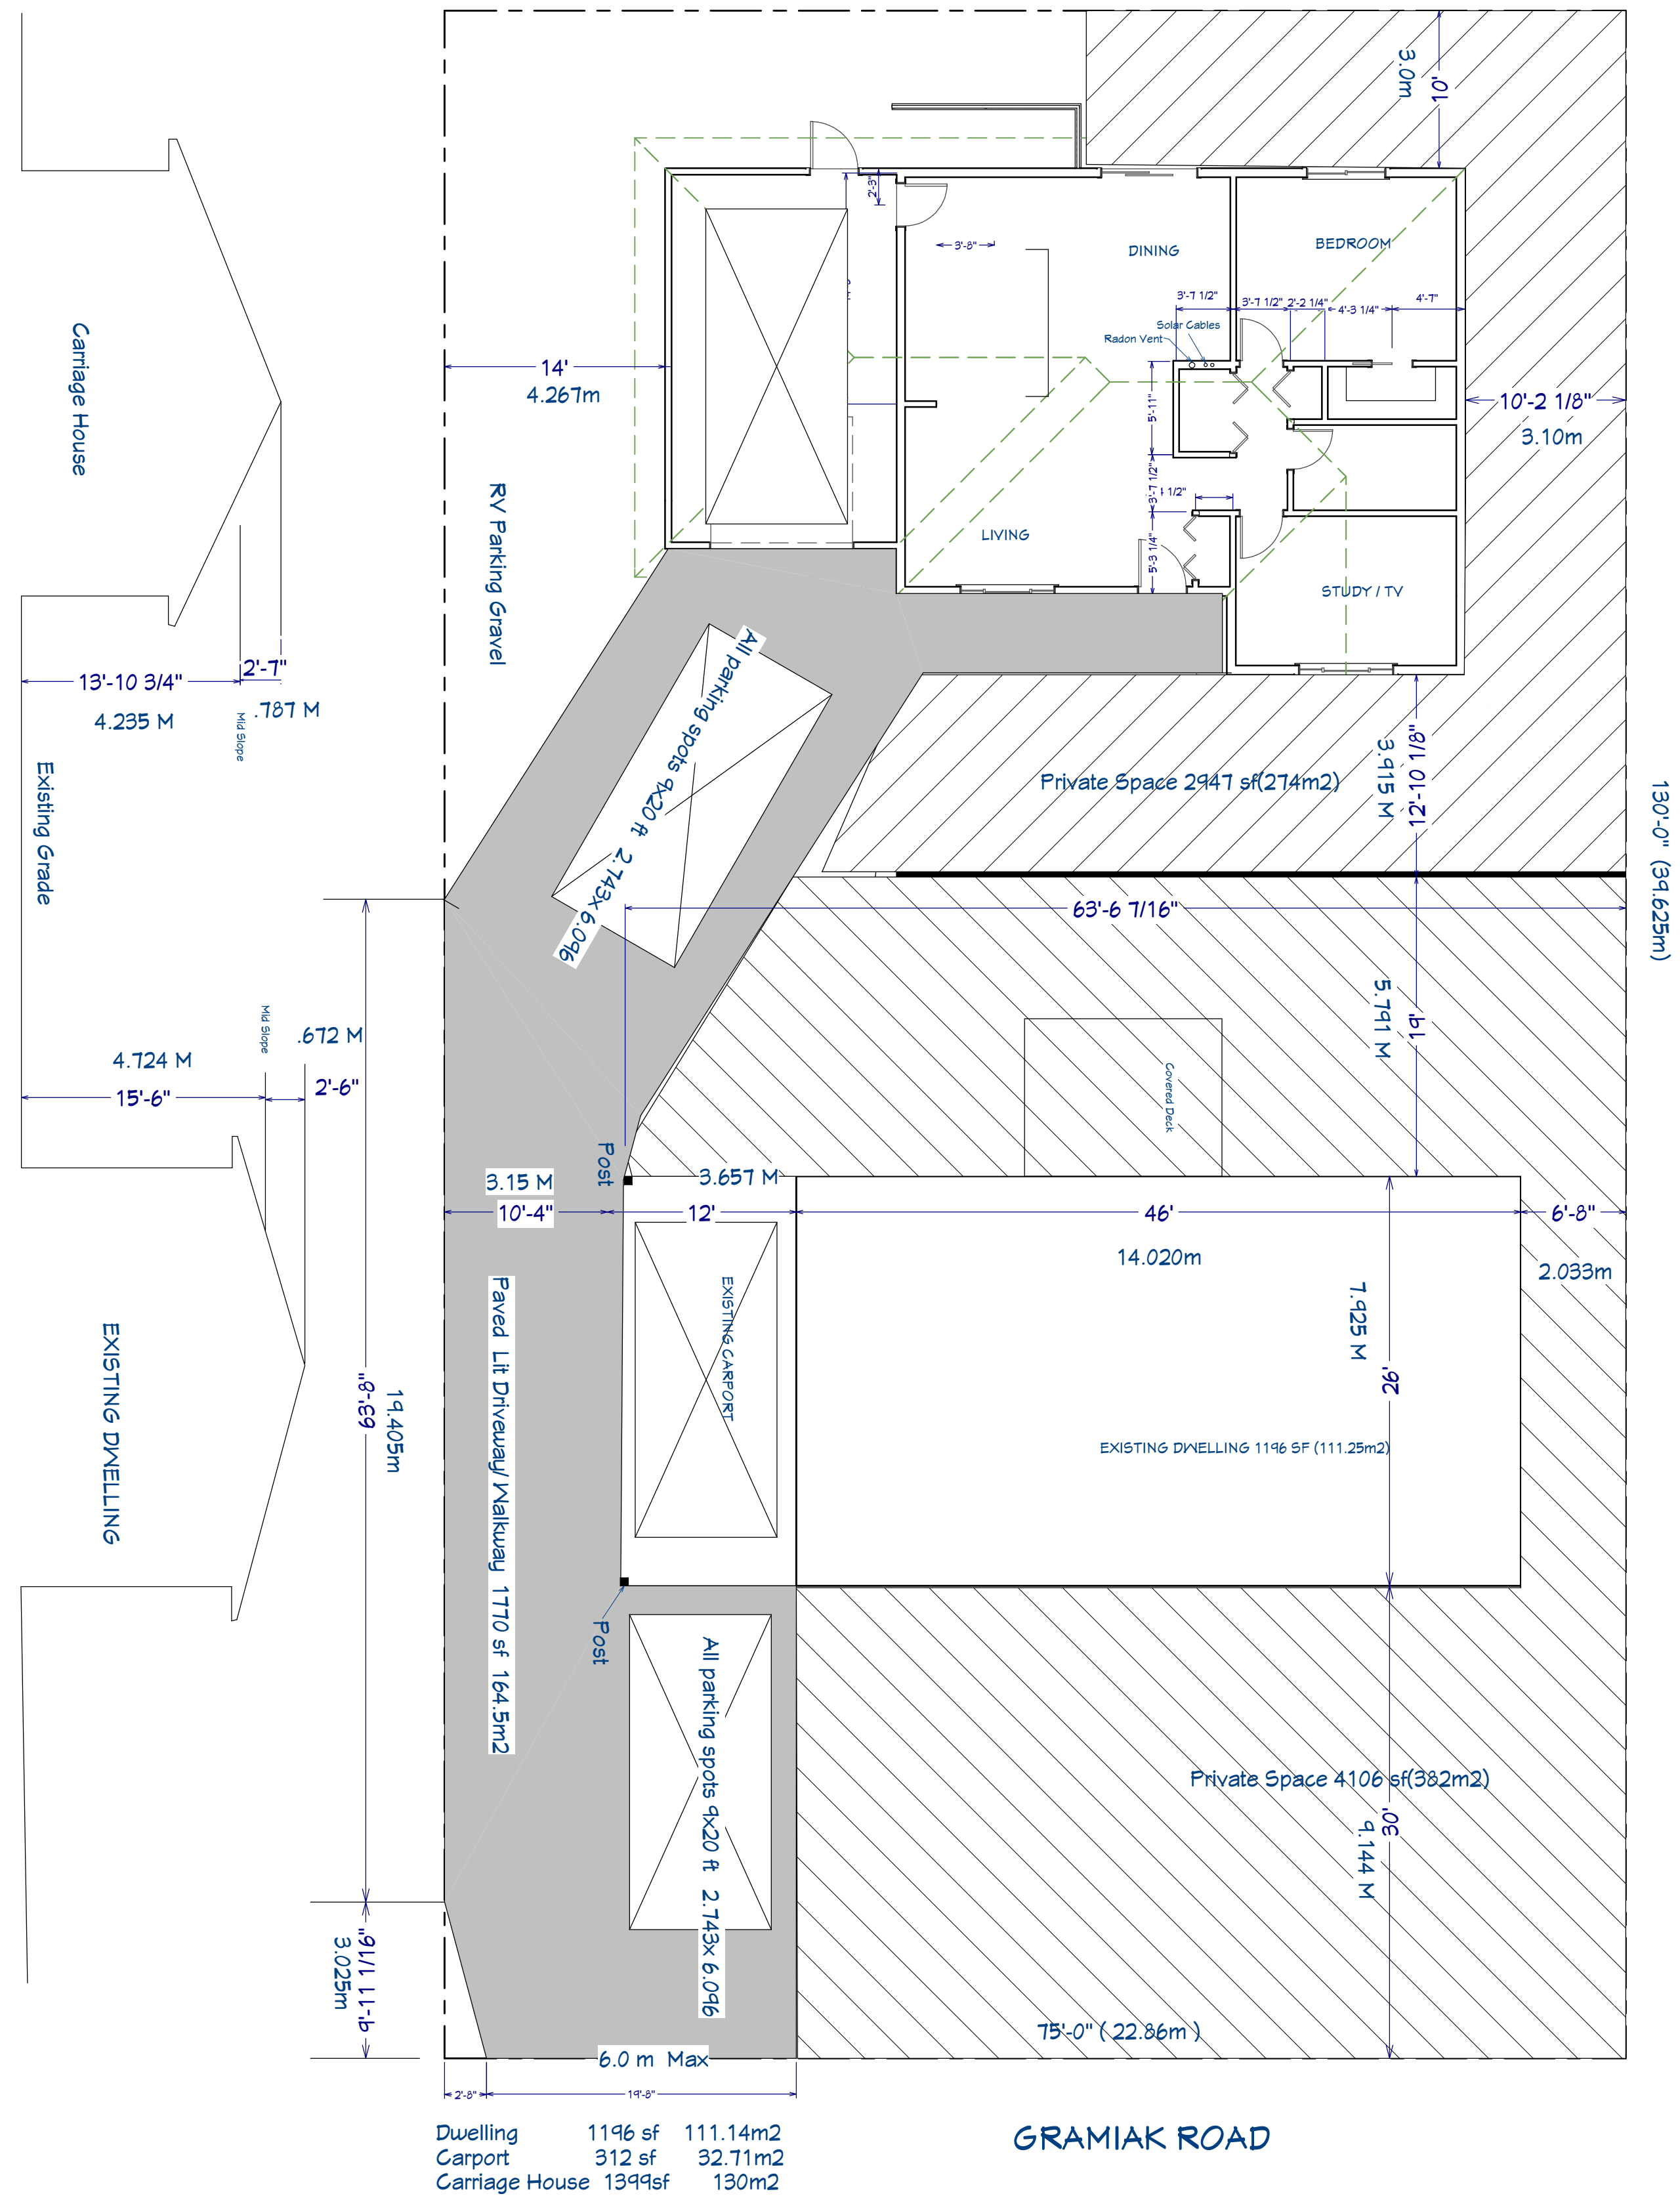 3.0m
10'
2'-3"
3'-8"
DINING
BEDROOM
3'-7 1/2"
3'-7 1/2"
2'-2 1/4"
4'-3 1/4"
4'-7"
Solar Cables
Radon Vent
Carriage House
14'
4.267m
5'-11"
10'-2 1/8"
3.10m
RV Parking Gravel
3'-7 1/2"
1/2"
LIVING
5'-3 1/4"
STUDY / TV
13'-10 3/4"
2'-7"
4.235 M
.787 M
Mid Slope
Existing Grade
All parking spots 9x20 ft 2.743x 6.096
Private Space 2947 sf(274m2)
3.915 M
12'-10 1/8"
130'-0" (39.625m)
63'-6 7/16"
5.791 M
19'
Mid Slope
.672 M
4.724 M
15'-6"
2'-6"
Covered Deck
Post
3.15 M
3.657 M
10'-4"
12'
46'
6'-8"
14.020m
2.033m
EXISTING CARPORT
7.925 M
26'
EXISTING DWELLING
63'-8"
19.405m
Paved Lit Driveway/ Walkway 1770 sf 164.5m2
EXISTING DWELLING 1196 SF (111.25m2)
Post
All parking spots 9x20 ft 2.743x 6.096
Private Space 4106 sf(382m2)
30'
9.144 M
9'-11 11/16"
3.025m
75'-0" ( 22.86m )
6.0 m Max
2'-8"
19'-8"
Dwelling 1196 sf 111.14m2
Carport 312 sf 32.71m2
Carriage House 1399sf 130m2
GRAMIAK ROAD